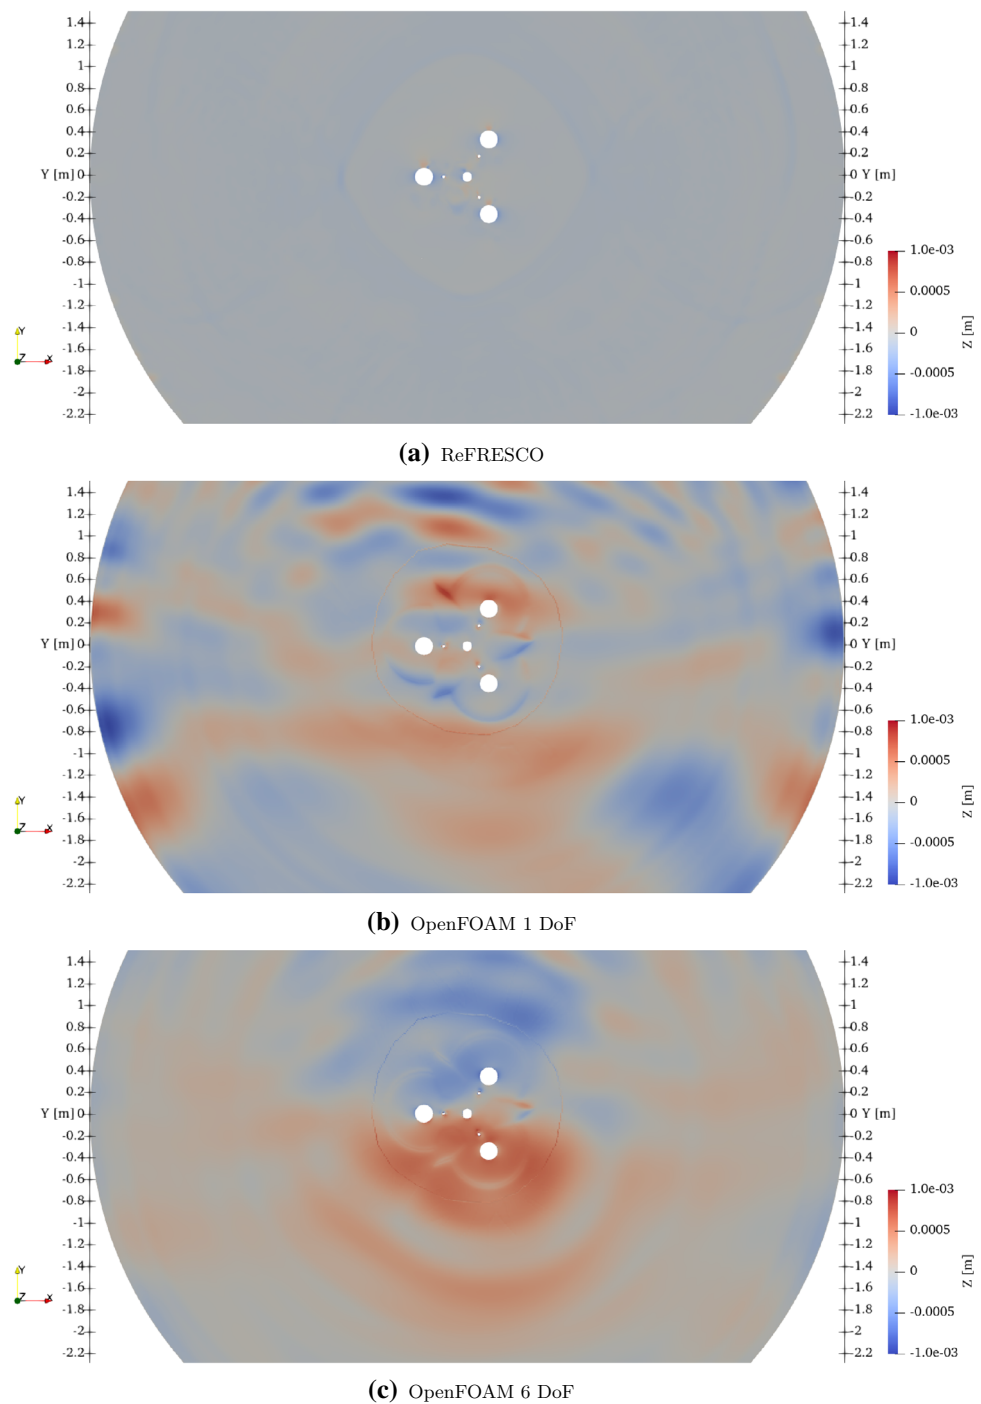 1.4 1.4
1.2 1.2
1 1
0.8 0.8
0.6 0.6
0.4 0.4
0.2 0.2
Y [m] 0 0 Y [m]
-0.2 -0.2
-0.4 -0.4
-0.6 -0.6
-0.8 -0.8 1.0e-03
-1 -1
-1.2 -1.2 0.0005
-1.4 -1.4 0 Z [m]
Y
-1.6 -1.6
Z X
-1.8 -1.8 -0.0005
-2 -2
-2.2 -2.2 -1.0e-03
(a) ReFRESCO
1.4 1.4
1.2 1.2
1 1
0.8 0.8
0.6 0.6
0.4 0.4
0.2 0.2
Y [m] 0 0 Y [m]
-0.2 -0.2
-0.4 -0.4
-0.6 -0.6
-0.8 -0.8 1.0e-03
-1 -1
-1.2 -1.2 0.0005
-1.4 -1.4 0 Z [m]
Y
-1.6 -1.6
Z X
-1.8 -1.8 -0.0005
-2 -2
-2.2 -2.2 -1.0e-03
(b) OpenFOAM 1 DoF
1.4 1.4
1.2 1.2
1 1
0.8 0.8
0.6 0.6
0.4 0.4
0.2 0.2
Y [m] 0 0 Y [m]
-0.2 -0.2
-0.4 -0.4
-0.6 -0.6
-0.8 -0.8 1.0e-03
-1 -1
-1.2 -1.2 0.0005
-1.4 -1.4 0 Z [m]
Y
-1.6 -1.6
Z X
-1.8 -1.8 -0.0005
-2 -2
-2.2 -2.2 -1.0e-03
(c) OpenFOAM 6 DoF